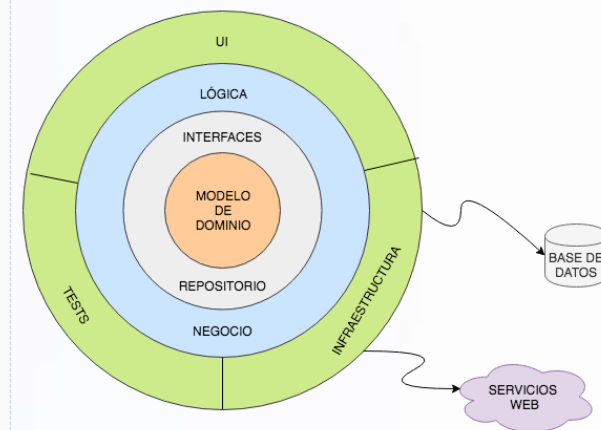 UI
LÓGICA
INTERFACES
MODELO
DE
DOMINIO
REPOSITORIO
NEGOCIO
TESTS
INFRAESTRUCTURA
BASE DE
DATOS
SERVICIOS
WEB